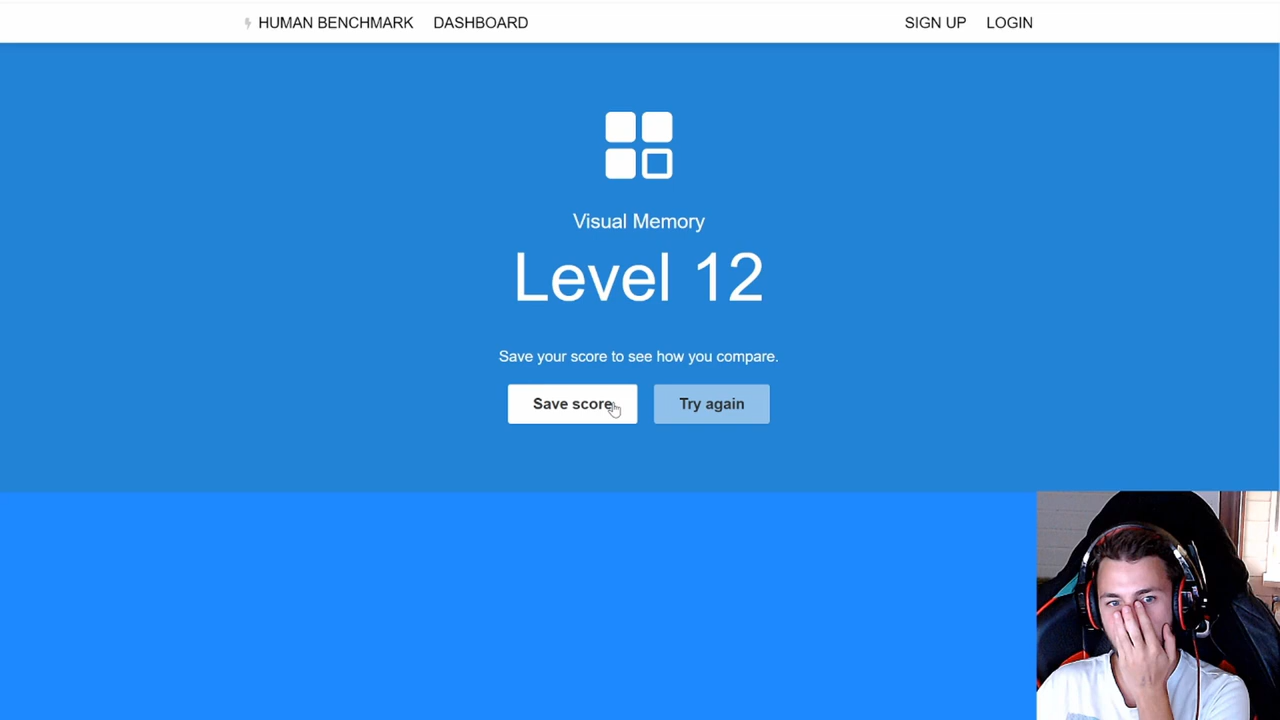 HUMAN BENCHMARK DASHBOARD SIGN UP LOGIN
Visual Memory
Level 12
Save your score to see how you compare.
Save score Try again